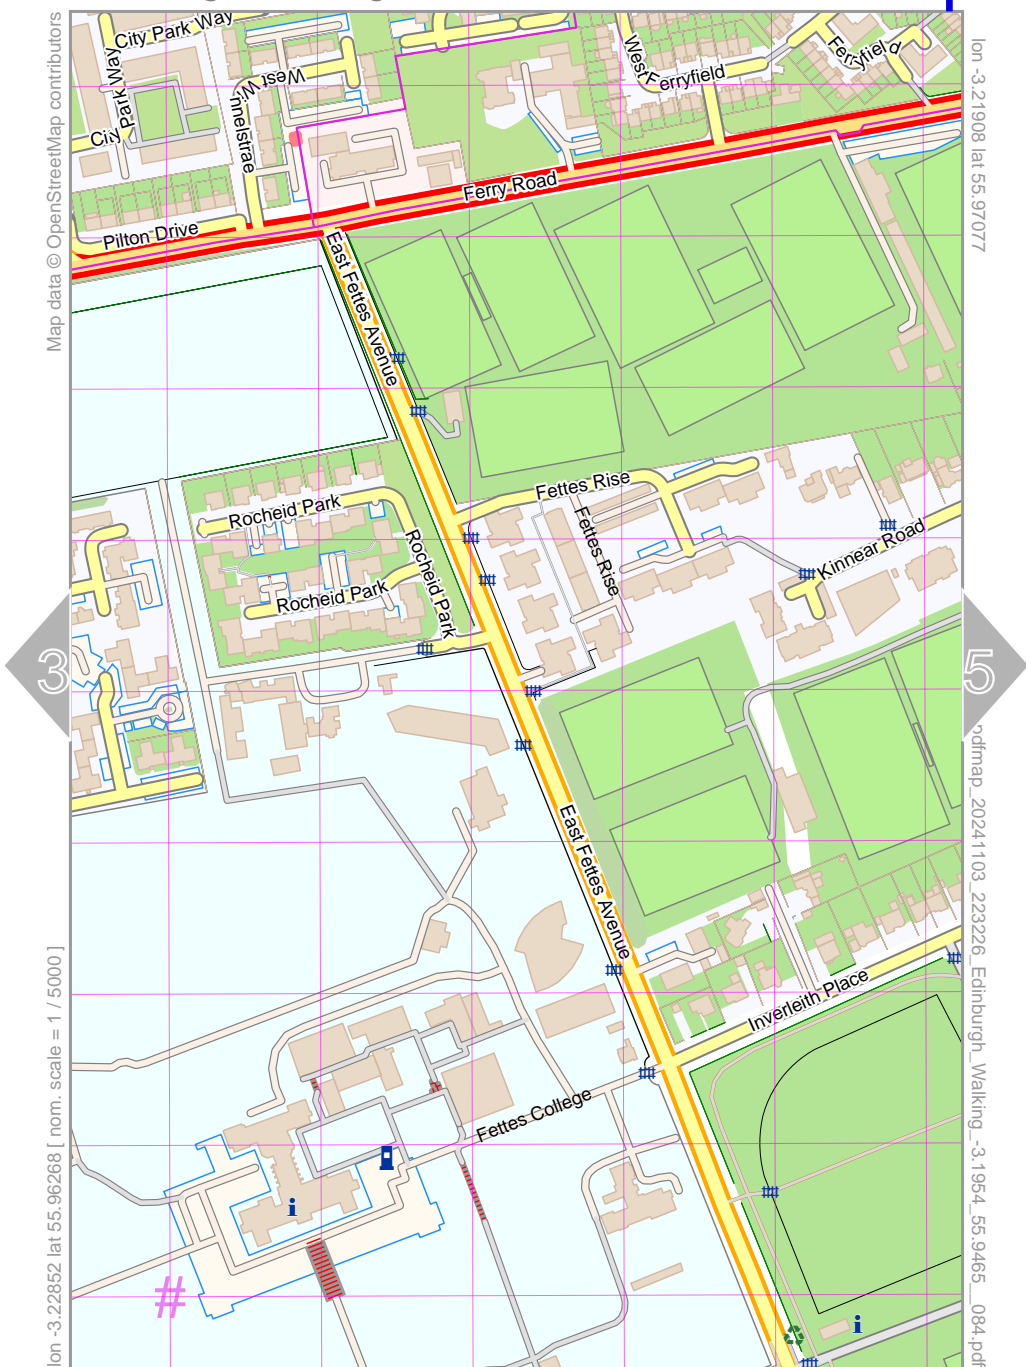 City Park Way
City Park Way
West Wi
nnelstrae
West Ferryfield
Ferryfield
Ferry Road
Pilton Drive
East Fettes Avenue
Fettes Rise
Fettes Rise
Rocheid Park
Rocheid Park
Rocheid Park
Kinnear Road
3
5
East Fettes Avenue
Inverleith Place
Fettes College
i
i
#
Map data © OpenStreetMap contributors
lon -3.22852 lat 55.96268 [ nom. scale = 1 / 5000]
lon -3.21908 lat 55.97077
pdfmap_20241103_223226_Edinburgh_Walking_-3.1954_55.9465__084.pdf